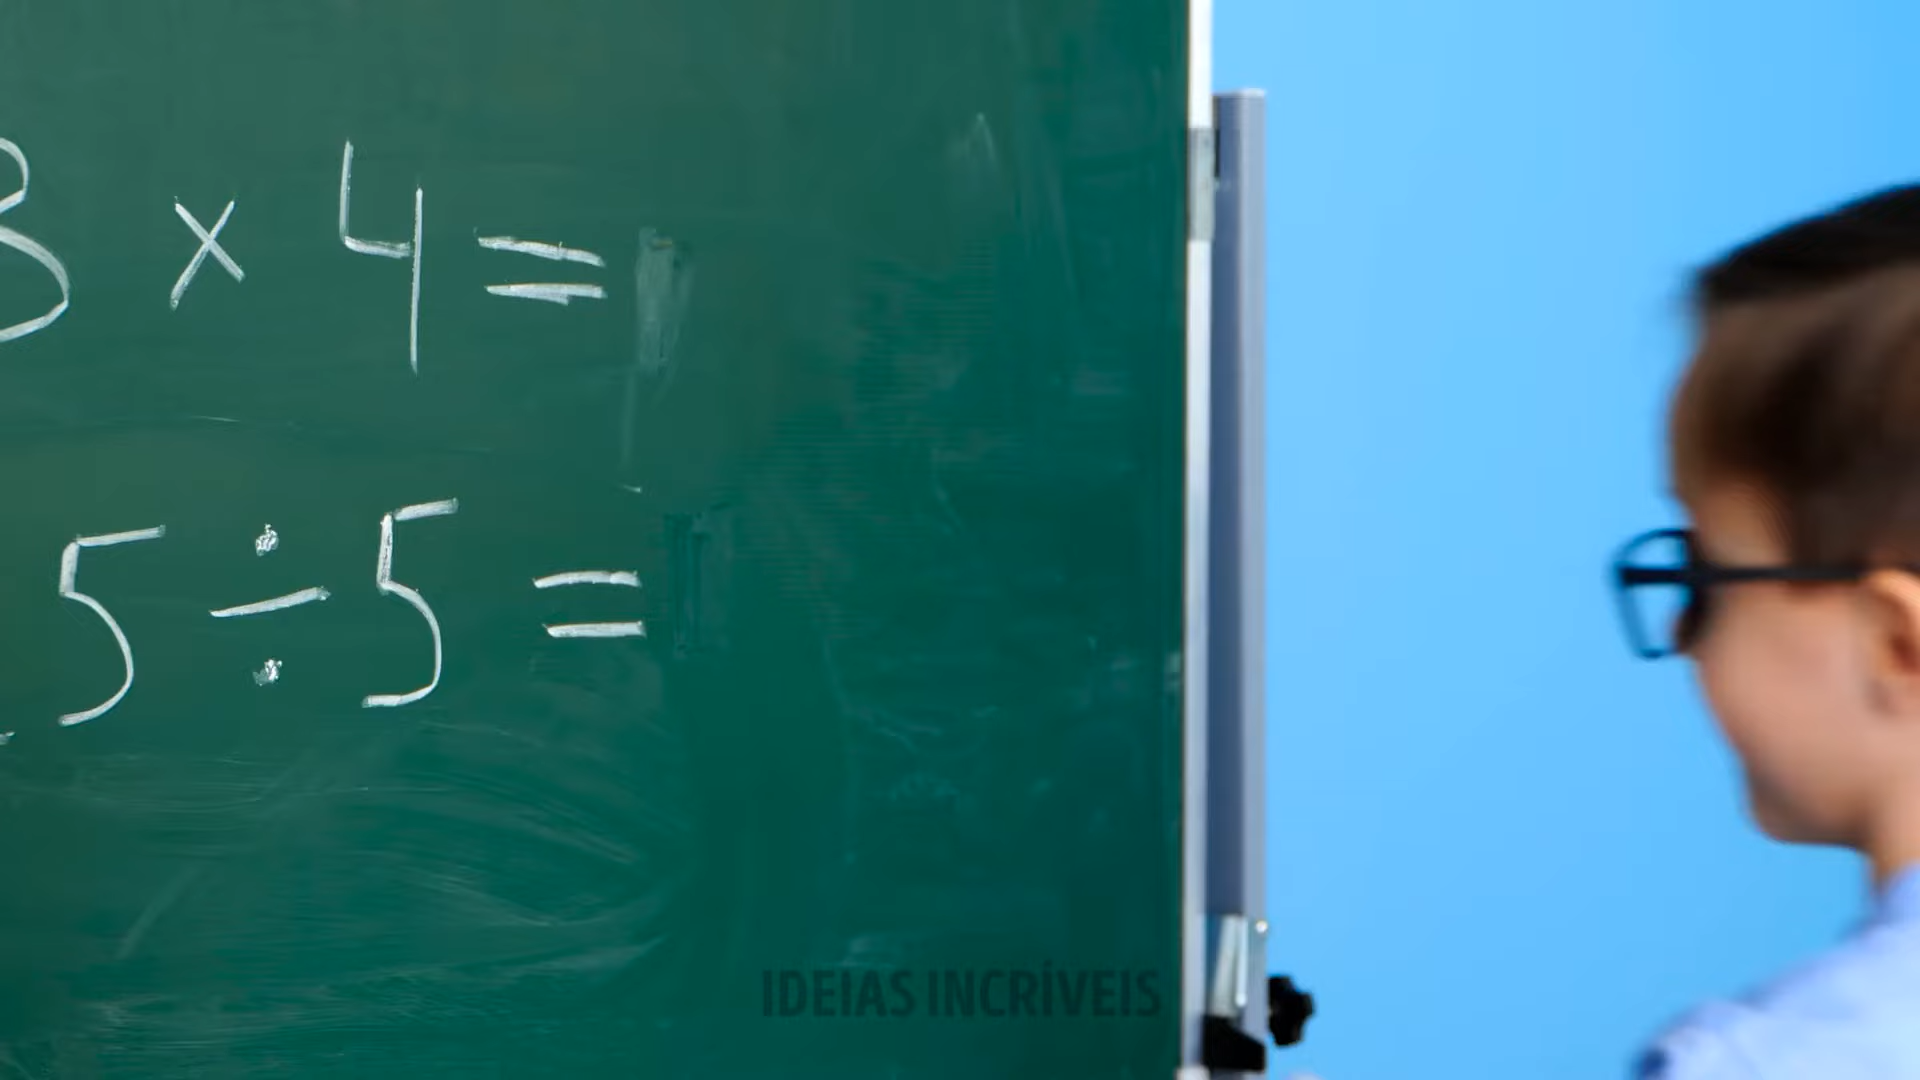 3 × 4 =
5 ÷ 5 =
IDEIAS INCRÍVEIS